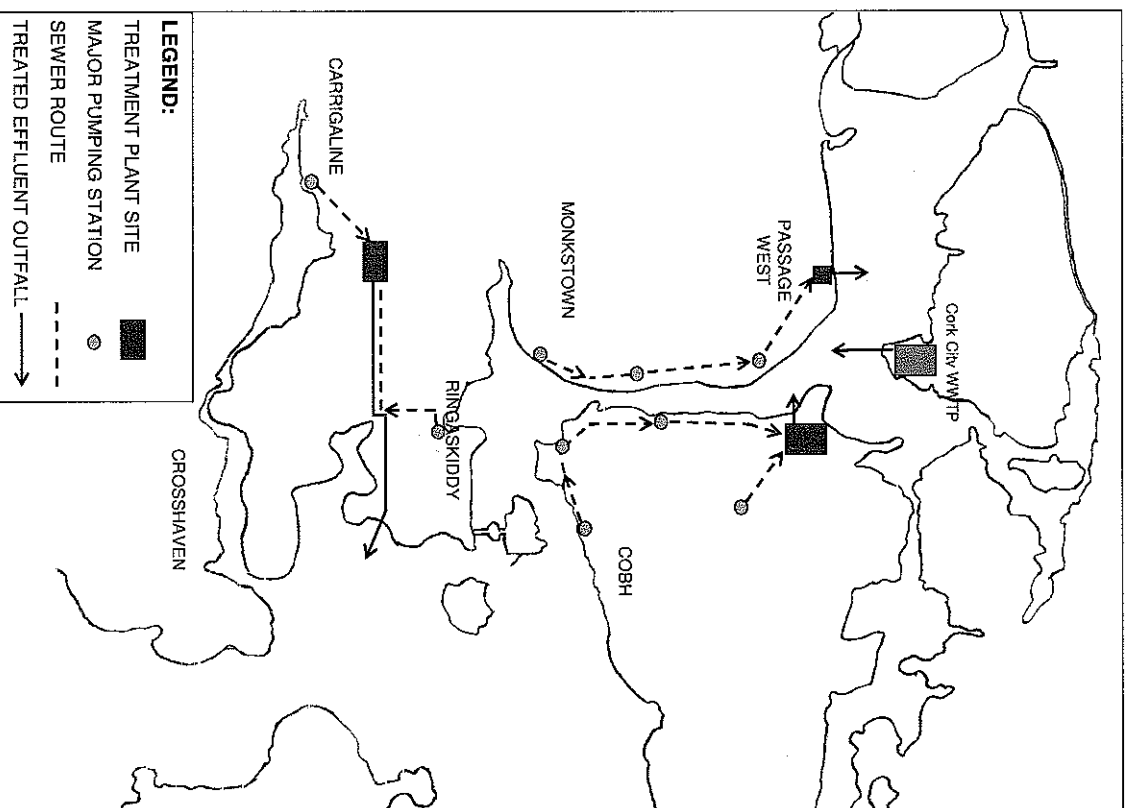 Cork City WWTP
PASSAGE
WEST
MONKSTOWN
COBH
RINGASKIDDY
CARRIGALINE
CROSSHAVEN
LEGEND:
TREATMENT PLANT SITE
MAJOR PUMPING STATION
SEWER ROUTE
TREATED EFFLUENT OUTFALL